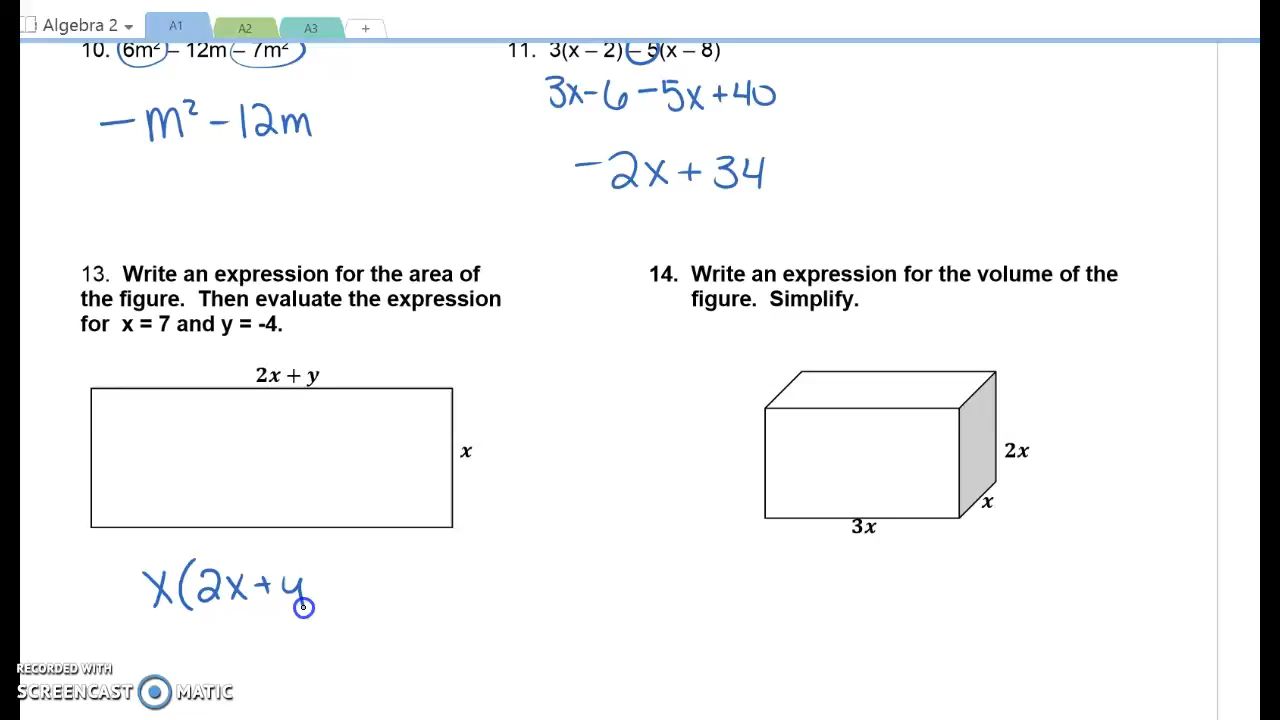 Algebra 2 A1 A2 A3 +
10. (6m² – 12m – 7m²
11. 3(x – 2) – 5(x – 8)
3x - 6 - 5x + 40
- m² - 12m
- 2x + 34
13. Write an expression for the area of
the figure. Then evaluate the expression
for x = 7 and y = -4.
2x + y
x
x(2x + y
14. Write an expression for the volume of the
figure. Simplify.
2x
x
3x
RECORDED WITH
SCREENCAST MATIC